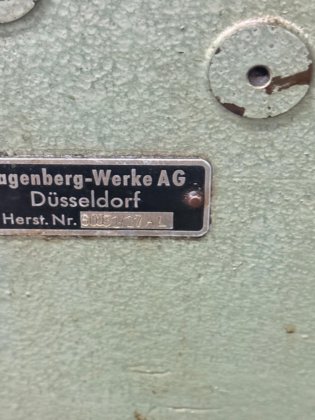 agenberg-Werke AG
Düsseldorf
Herst. Nr.